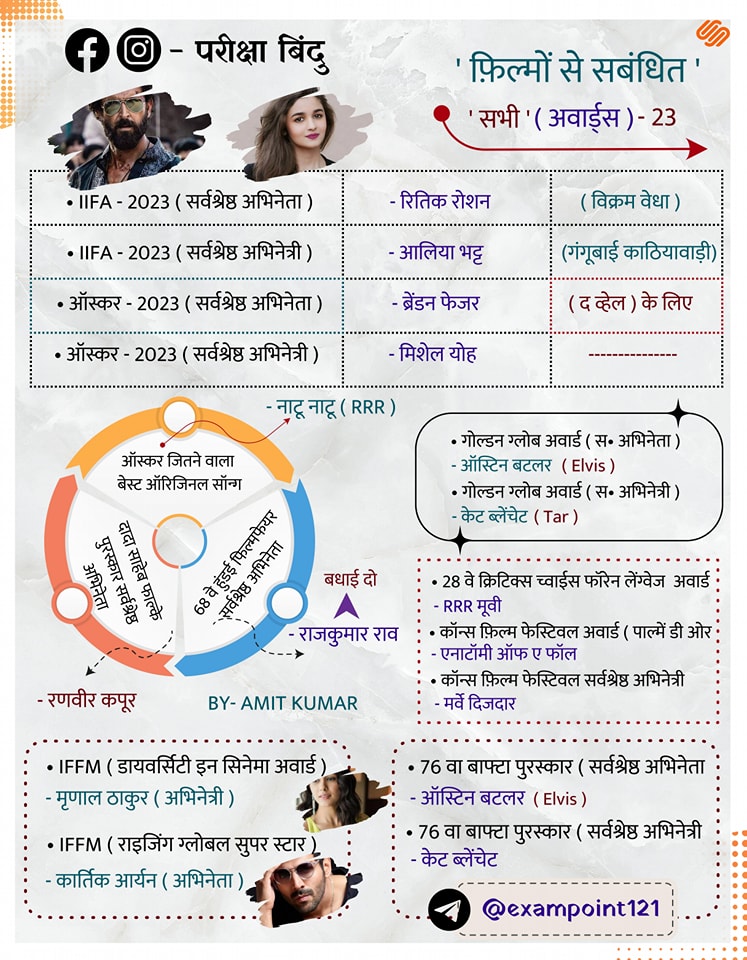 - परीक्षा बिंदु
' फ़िल्मों से सबंधित '
' सभी ' ( अवार्ड्स ) - 23
• IIFA - 2023 ( सर्वश्रेष्ठ अभिनेता ) - रितिक रोशन ( विक्रम वेधा )
• IIFA - 2023 ( सर्वश्रेष्ठ अभिनेत्री ) - आलिया भट्ट (गंगूबाई काठियावाड़ी)
• ऑस्कर - 2023 ( सर्वश्रेष्ठ अभिनेता ) - ब्रेंडन फेजर ( द व्हेल ) के लिए
• ऑस्कर - 2023 ( सर्वश्रेष्ठ अभिनेत्री ) - मिशेल योह ---------------
- नाटू नाटू ( RRR )
ऑस्कर जितने वाला
बेस्ट ऑरिजिनल सॉन्ग
दादा साहेब फाल्के
पुरस्कार सर्वश्रेष्ठ
अभिनेता
68 वे हुंडई फिल्मफेयर
सर्वश्रेष्ठ अभिनेता
बधाई दो
- राजकुमार राव
- रणवीर कपूर
BY- AMIT KUMAR
• गोल्डन ग्लोब अवार्ड ( स॰ अभिनेता )
- ऑस्टिन बटलर ( Elvis )
• गोल्डन ग्लोब अवार्ड ( स॰ अभिनेत्री )
- केट ब्लेंचेट ( Tar )
• 28 वे क्रिटिक्स च्वाईस फॉरेन लेंग्वेज अवार्ड
- RRR मूवी
• कॉन्स फ़िल्म फेस्टिवल अवार्ड ( पाल्में डी ओर
- एनाटॉमी ऑफ ए फॉल
• कॉन्स फ़िल्म फेस्टिवल सर्वश्रेष्ठ अभिनेत्री
- मर्वे दिजदार
• IFFM ( डायवर्सिटी इन सिनेमा अवार्ड )
- मृणाल ठाकुर ( अभिनेत्री )
• IFFM ( राइजिंग ग्लोबल सुपर स्टार )
- कार्तिक आर्यन ( अभिनेता )
• 76 वा बाफ्टा पुरस्कार ( सर्वश्रेष्ठ अभिनेता
- ऑस्टिन बटलर ( Elvis )
• 76 वा बाफ्टा पुरस्कार ( सर्वश्रेष्ठ अभिनेत्री
- केट ब्लेंचेट
@exampoint121